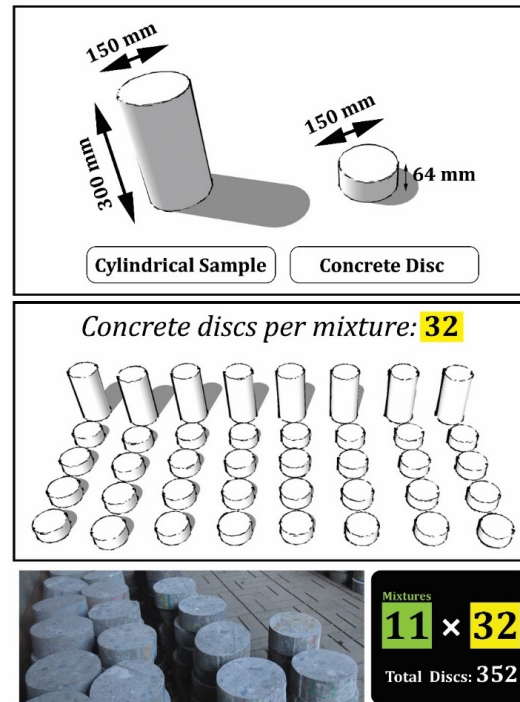 150 mm
300 mm
150 mm
64 mm
Cylindrical Sample
Concrete Disc
Concrete discs per mixture: 32
Mixtures
11 × 32
Total Discs: 352